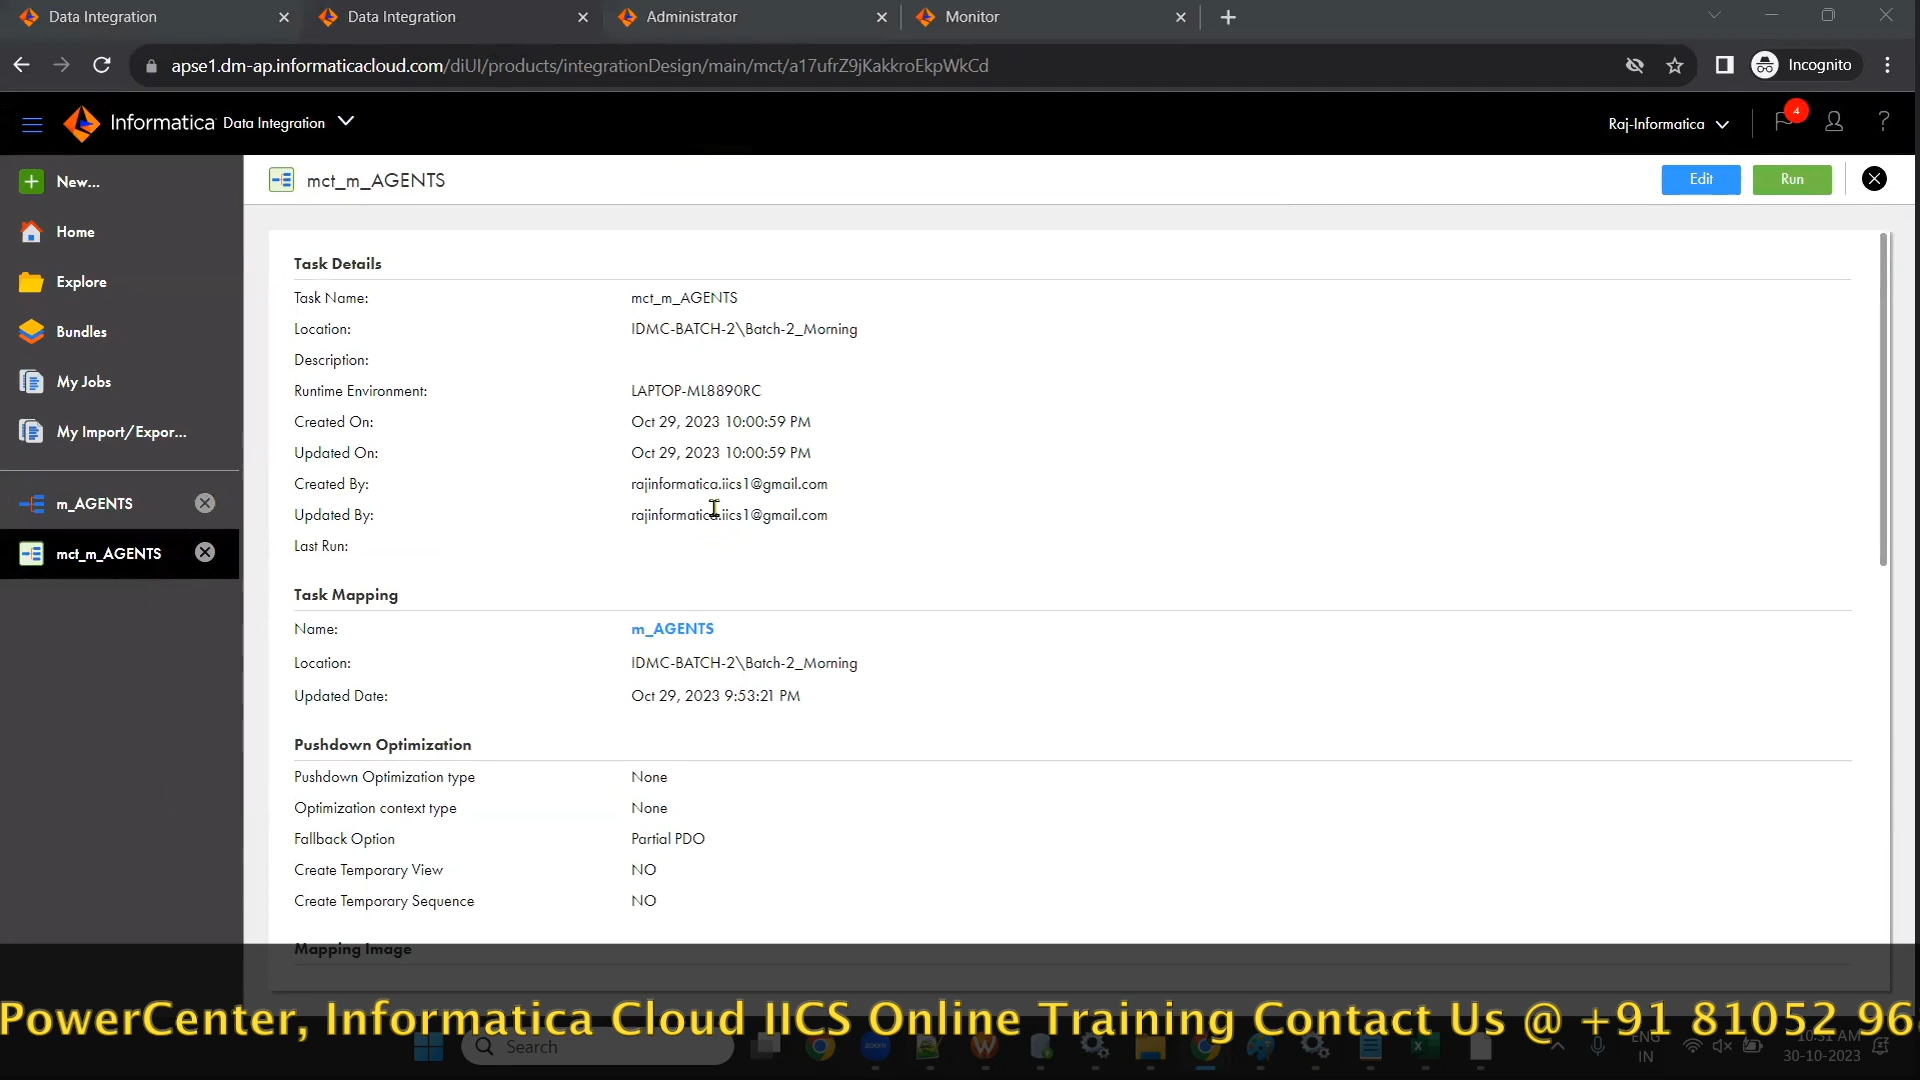 Data Integration
Data Integration
Administrator
Monitor
apse1.dm-ap.informaticacloud.com/diUI/products/integrationDesign/main/mct/a17ufrZ9jKakkroEkpWkCd
Incognito
Informatica Data Integration
Raj-Informatica
4
?
New...
Home
Explore
Bundles
My Jobs
My Import/Expor...
m_AGENTS
mct_m_AGENTS
mct_m_AGENTS
Edit
Run
Task Details
Task Name: mct_m_AGENTS
Location: IDMC-BATCH-2\Batch-2_Morning
Description:
Runtime Environment: LAPTOP-ML8890RC
Created On: Oct 29, 2023 10:00:59 PM
Updated On: Oct 29, 2023 10:00:59 PM
Created By: rajinformatica.iics1@gmail.com
Updated By: rajinformatica.iics1@gmail.com
Last Run:
Task Mapping
Name: m_AGENTS
Location: IDMC-BATCH-2\Batch-2_Morning
Updated Date: Oct 29, 2023 9:53:21 PM
Pushdown Optimization
Pushdown Optimization type None
Optimization context type None
Fallback Option Partial PDO
Create Temporary View NO
Create Temporary Sequence NO
Mapping Image
PowerCenter, Informatica Cloud IICS Online Training Contact Us @ +91 81052 96
Search
zoom
ENG
IN
10:31 AM
30-10-2023